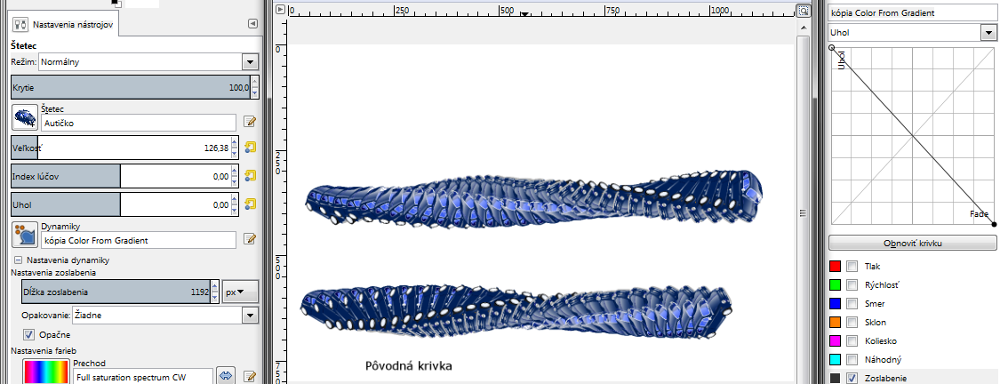 Nastavenia nástrojov
Štetec
Režim: Normálny
Krytie 100,0
Štetec
Autíčko
Veľkosť 126,38
Index lúčov 0,00
Uhol 0,00
Dynamiky
kópia Color From Gradient
Nastavenia dynamiky
Nastavenia zoslabenia
Dĺžka zoslabenia 1192 px
Opakovanie: Žiadne
Opačne
Nastavenia farieb
Prechod
Full saturation spectrum CW
0 250 500 750 1000
0
250
500
750
Pôvodná krivka
kópia Color From Gradient
Uhol
Uhol
Fade
Obnoviť krivku
Tlak
Rýchlosť
Smer
Sklon
Koliesko
Náhodný
Zoslabenie